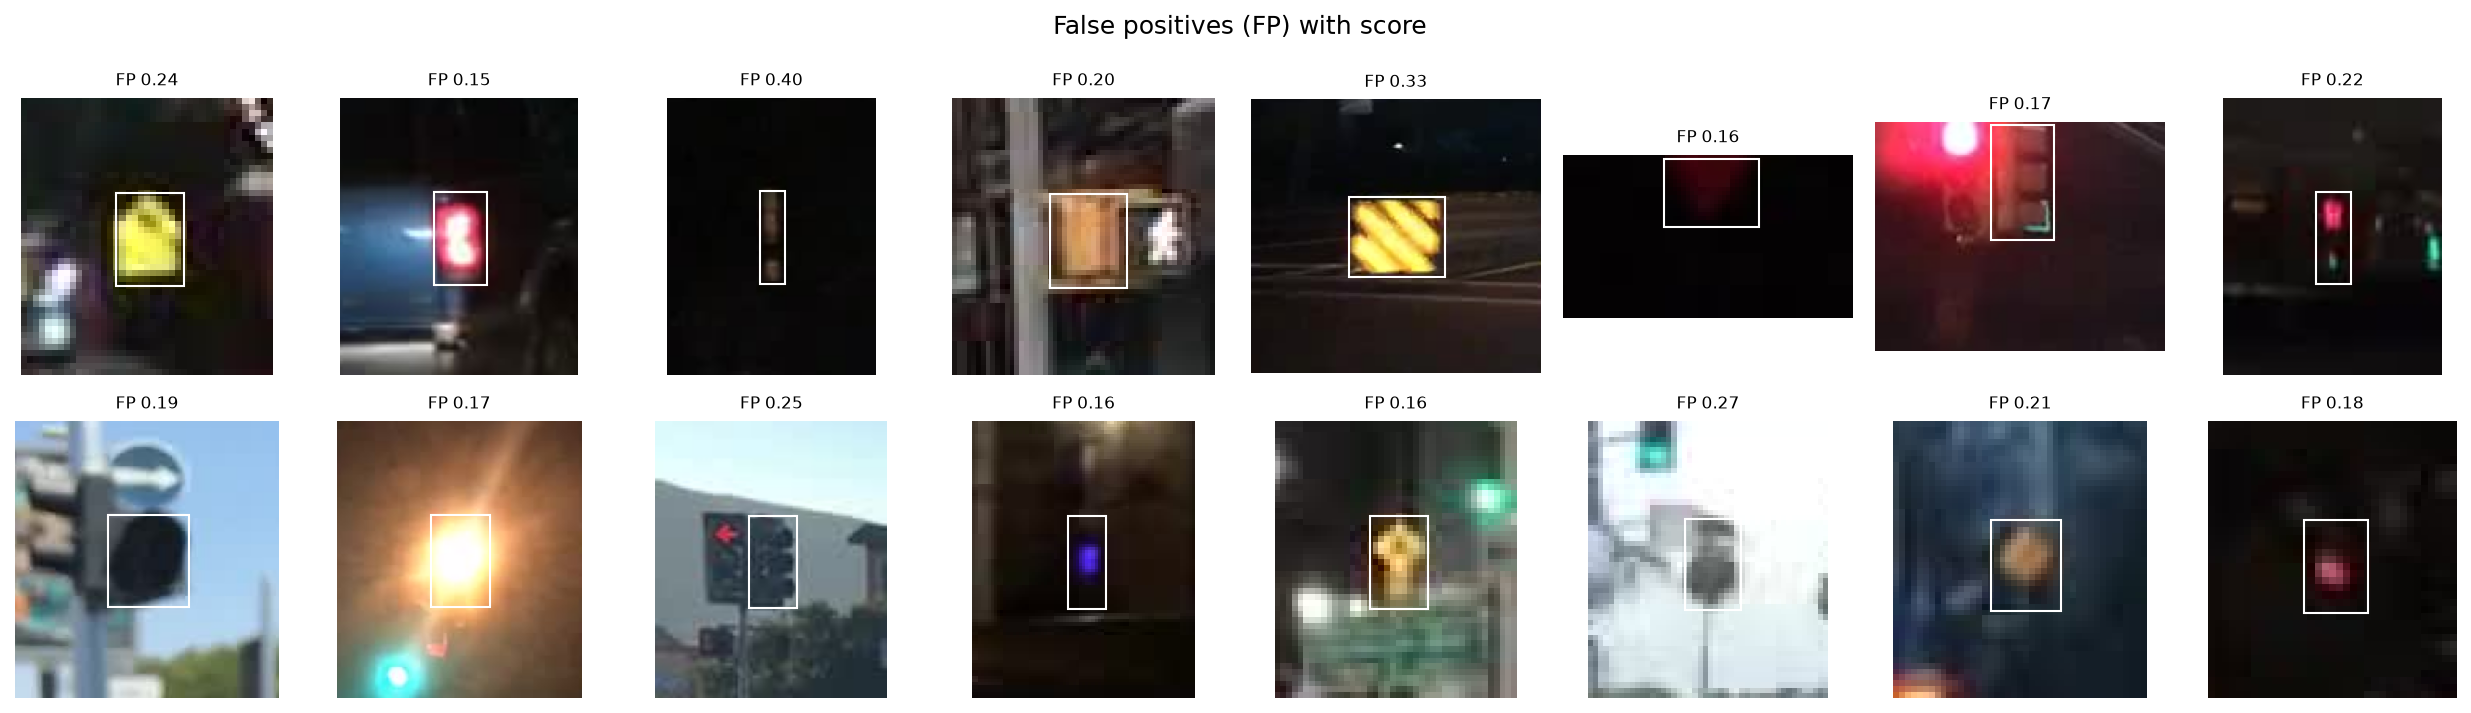 False positives (FP) with score
FP 0.24
FP 0.15
FP 0.40
FP 0.20
FP 0.33
FP 0.16
FP 0.17
FP 0.22
FP 0.19
FP 0.17
FP 0.25
FP 0.16
FP 0.16
FP 0.27
FP 0.21
FP 0.18